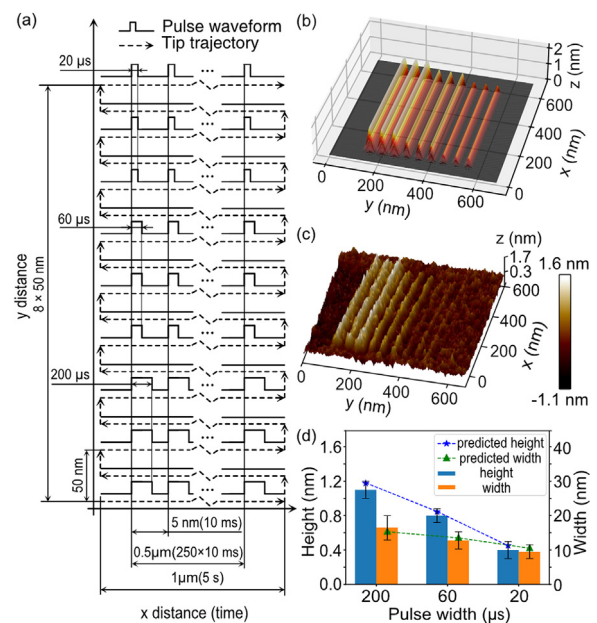 (a)
Pulse waveform
Tip trajectory
20 µs
60 µs
200 µs
y distance
8 × 50 nm
50 nm
5 nm(10 ms)
0.5µm(250×10 ms)
1µm(5 s)
x distance (time)
(b)
2
1
0
z (nm)
600
400
200
0
x (nm)
0
200
400
600
y (nm)
(c)
z (nm)
1.7
0.3
600
400
200
0
x (nm)
0
200
400
600
y (nm)
1.6 nm
-1.1 nm
(d)
predicted height
predicted width
height
width
1.6
1.2
0.8
0.4
0.0
Height (nm)
40
30
20
10
0
Width (nm)
200
60
20
Pulse width (µs)